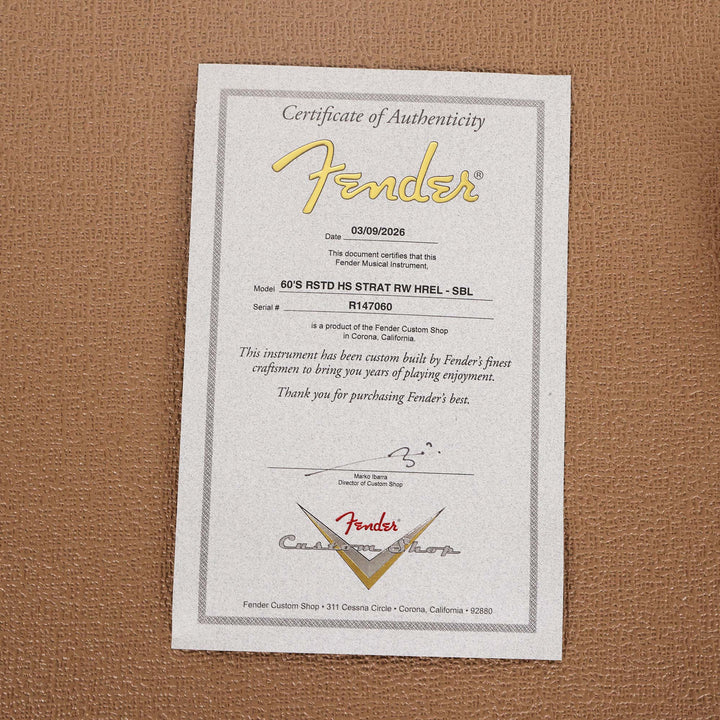 Certificate of Authenticity
Fender®
Date 03/09/2026
This document certifies that this
Fender Musical Instrument,
Model 60'S RSTD HS STRAT RW HREL - SBL
Serial # R147060
is a product of the Fender Custom Shop
in Corona, California.
This instrument has been custom built by Fender's finest
craftsmen to bring you years of playing enjoyment.
Thank you for purchasing Fender's best.
Marko Ibarra
Director of Custom Shop
Fender®
Custom Shop
Fender Custom Shop • 311 Cessna Circle • Corona, California • 92880